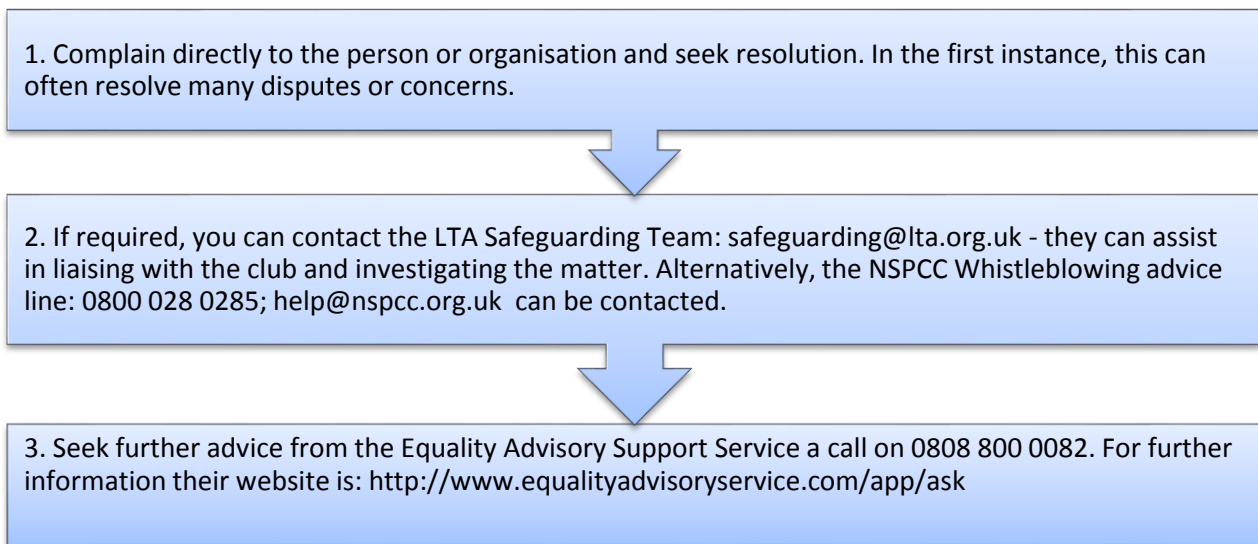 1. Complain directly to the person or organisation and seek resolution. In the first instance, this can
often resolve many disputes or concerns.
2. If required, you can contact the LTA Safeguarding Team: safeguarding@lta.org.uk - they can assist
in liaising with the club and investigating the matter. Alternatively, the NSPCC Whistleblowing advice
line: 0800 028 0285; help@nspcc.org.uk  can be contacted.
3. Seek further advice from the Equality Advisory Support Service a call on 0808 800 0082. For further
information their website is: http://www.equalityadvisoryservice.com/app/ask